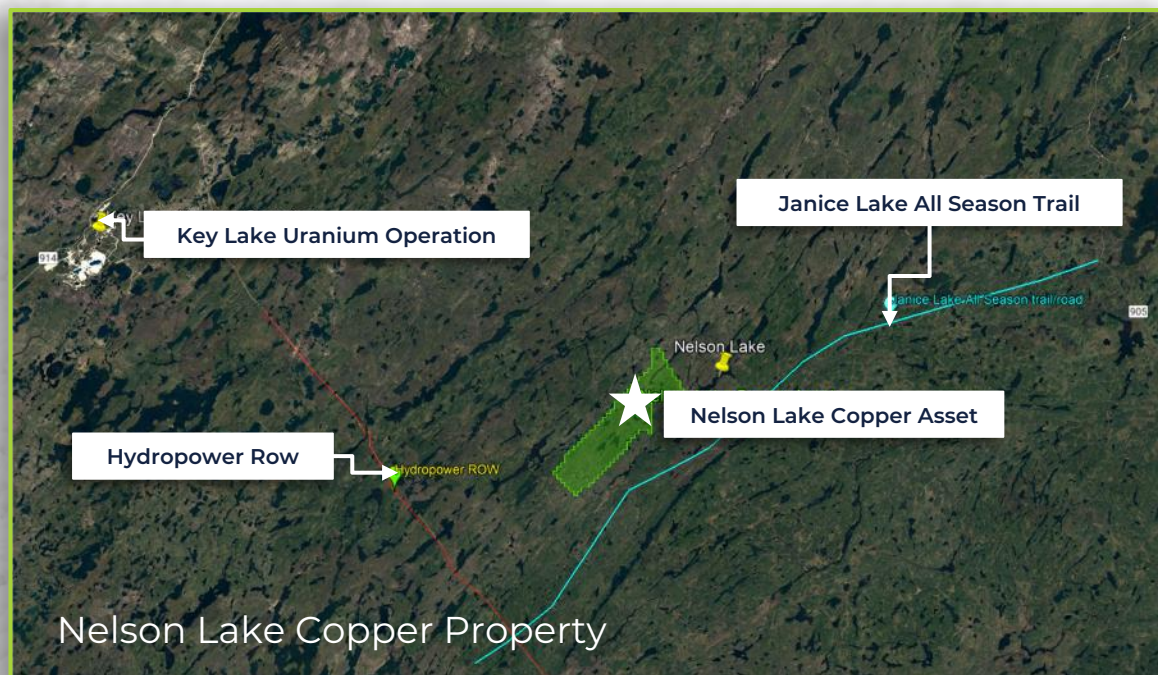 Janice Lake All Season Trail
Key Lake Uranium Operation
914
Janice Lake All Season trail/road
905
Nelson Lake
Nelson Lake Copper Asset
Hydropower Row
Hydropower ROW
Nelson Lake Copper Property